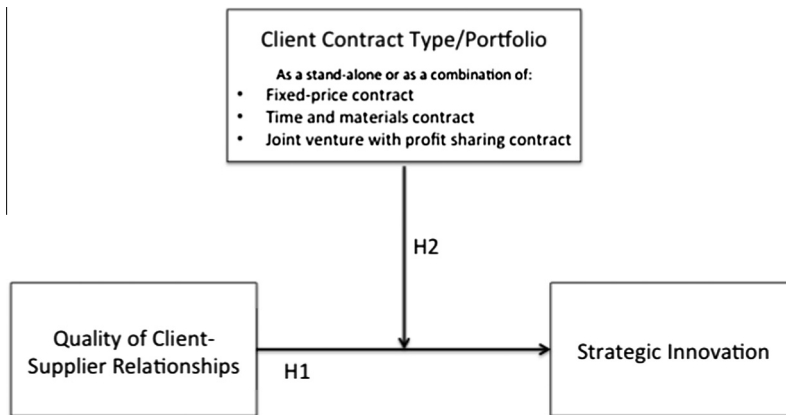 Client Contract Type/Portfolio
As a stand-alone or as a combination of:
• Fixed-price contract
• Time and materials contract
• Joint venture with profit sharing contract
H2
Quality of Client-
Supplier Relationships
H1
Strategic Innovation